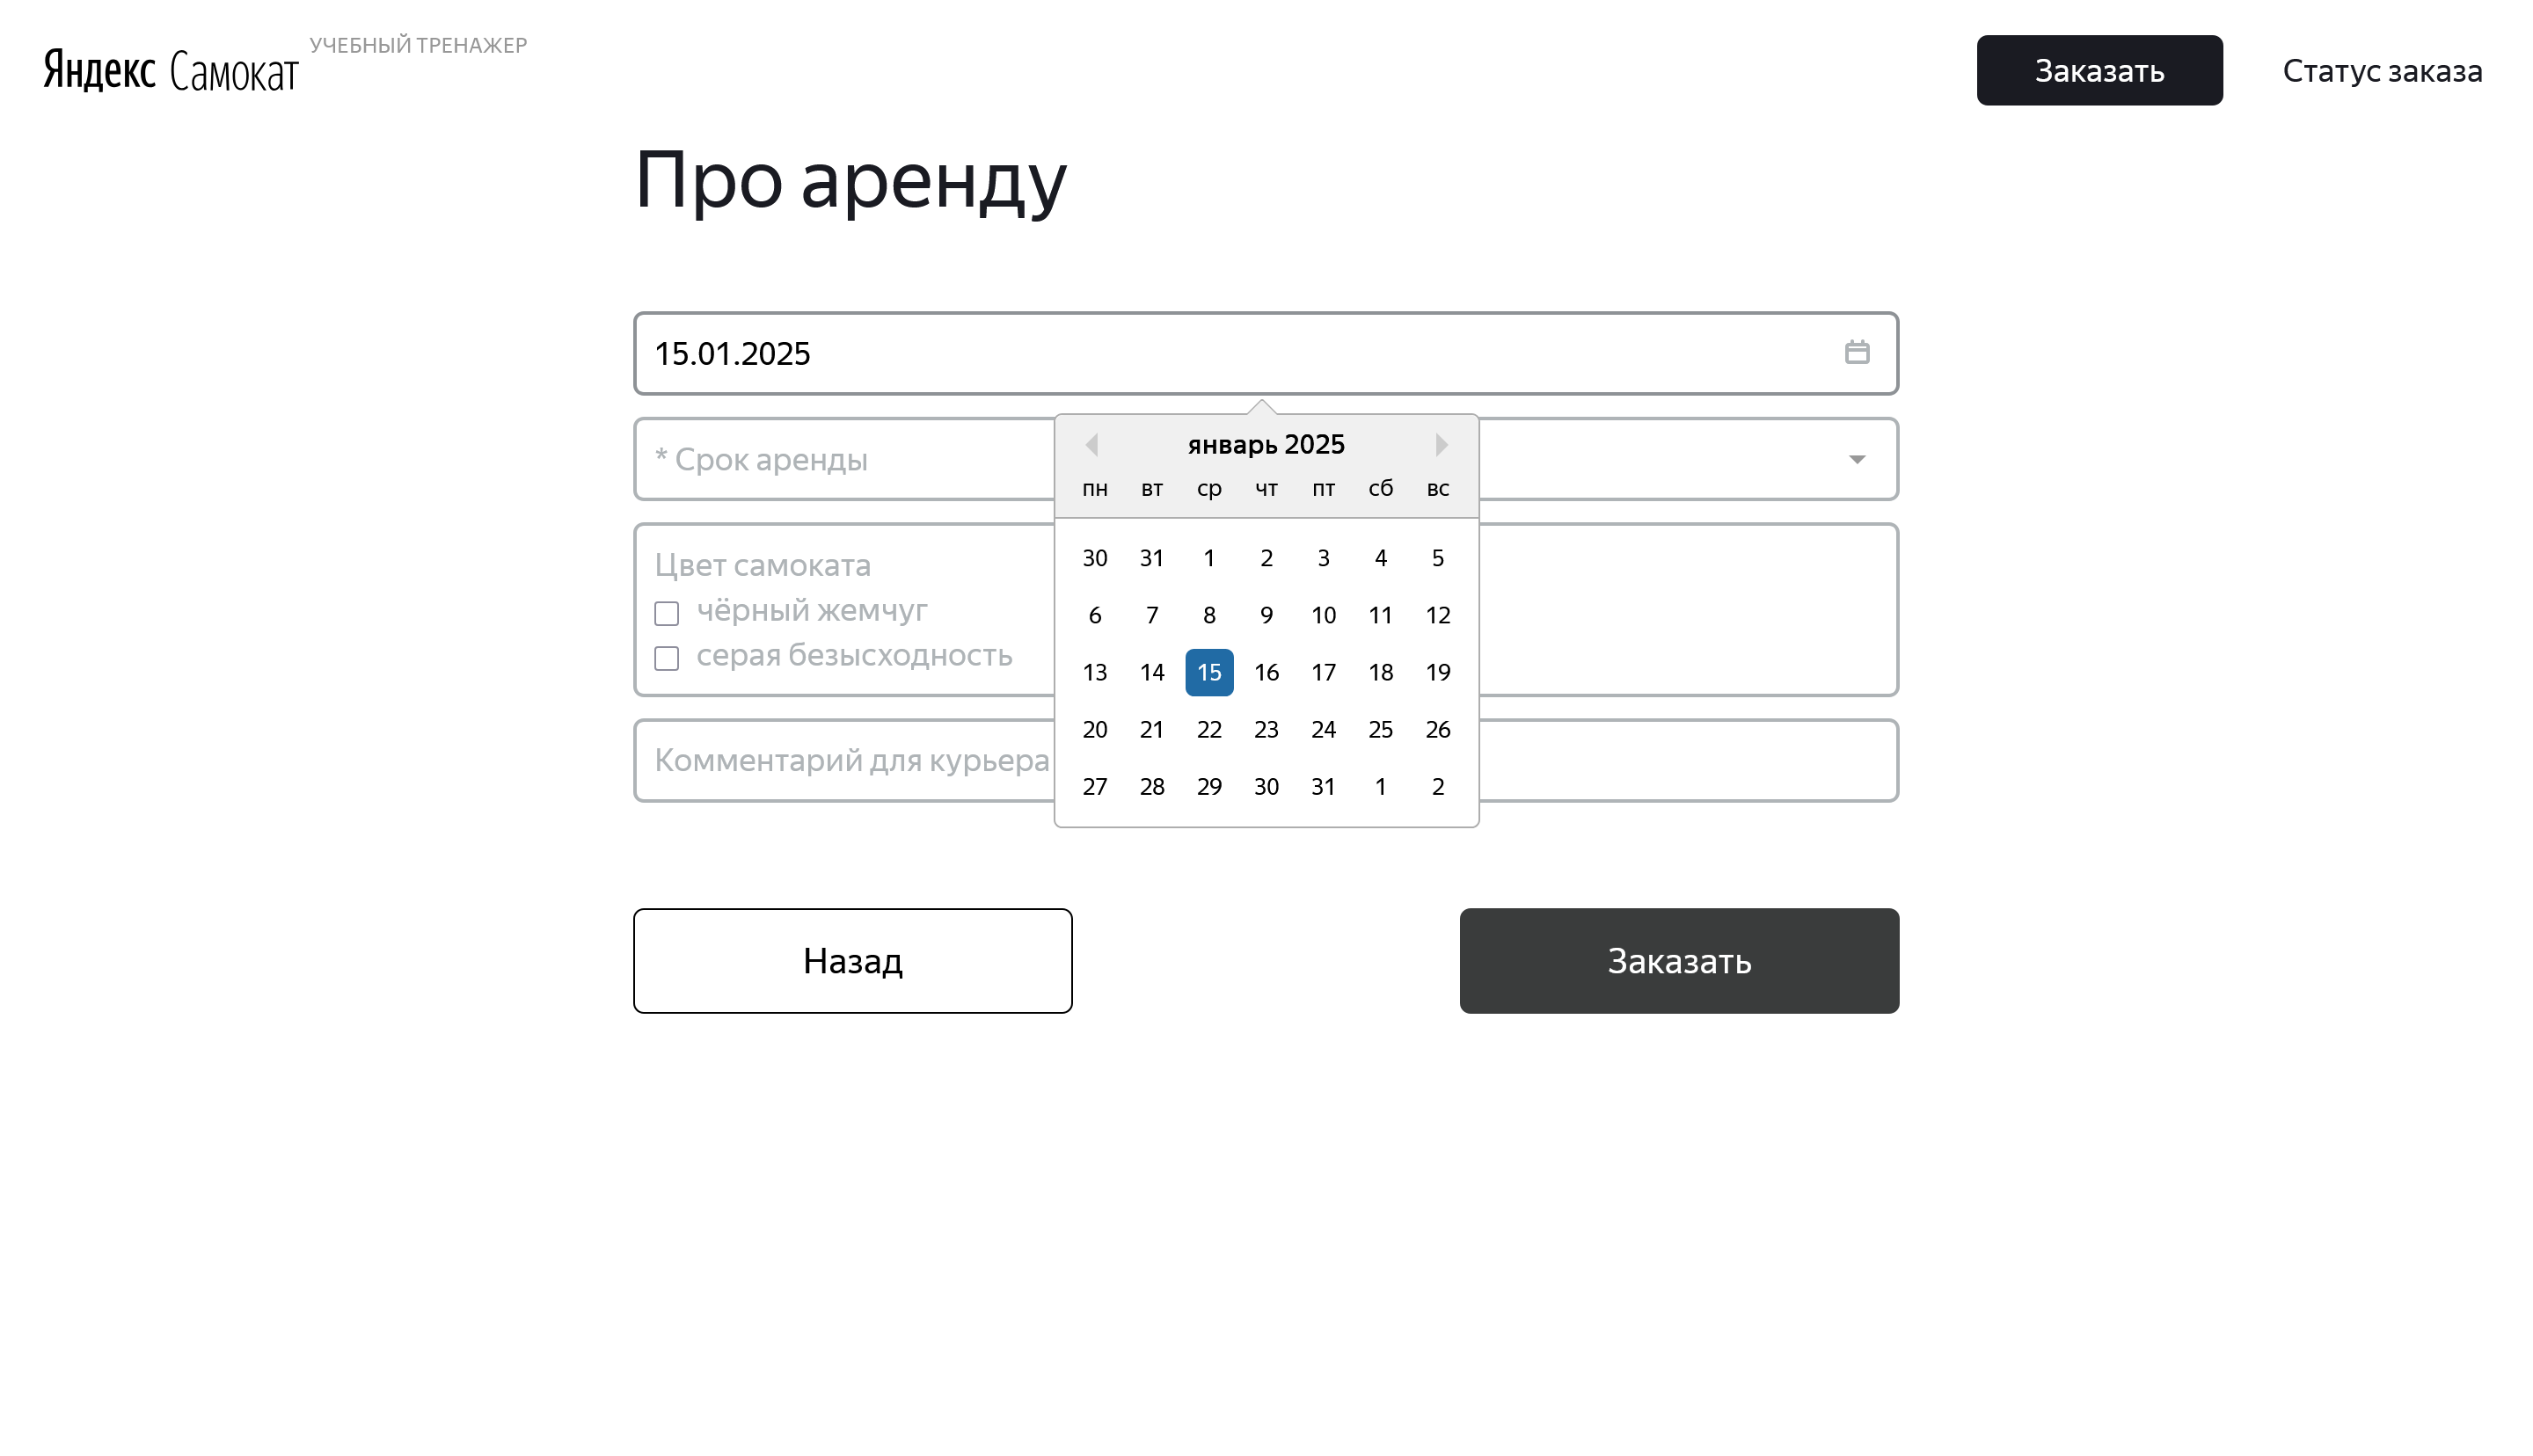 Яндекс Самокат УЧЕБНЫЙ ТРЕНАЖЕР
Заказать Статус заказа
Про аренду
15.01.2025
* Срок аренды
январь 2025
пн вт ср чт пт сб вс
30 31 1 2 3 4 5
6 7 8 9 10 11 12
13 14 15 16 17 18 19
20 21 22 23 24 25 26
27 28 29 30 31 1 2
Цвет самоката
чёрный жемчуг
серая безысходность
Комментарий для курьера
Назад Заказать